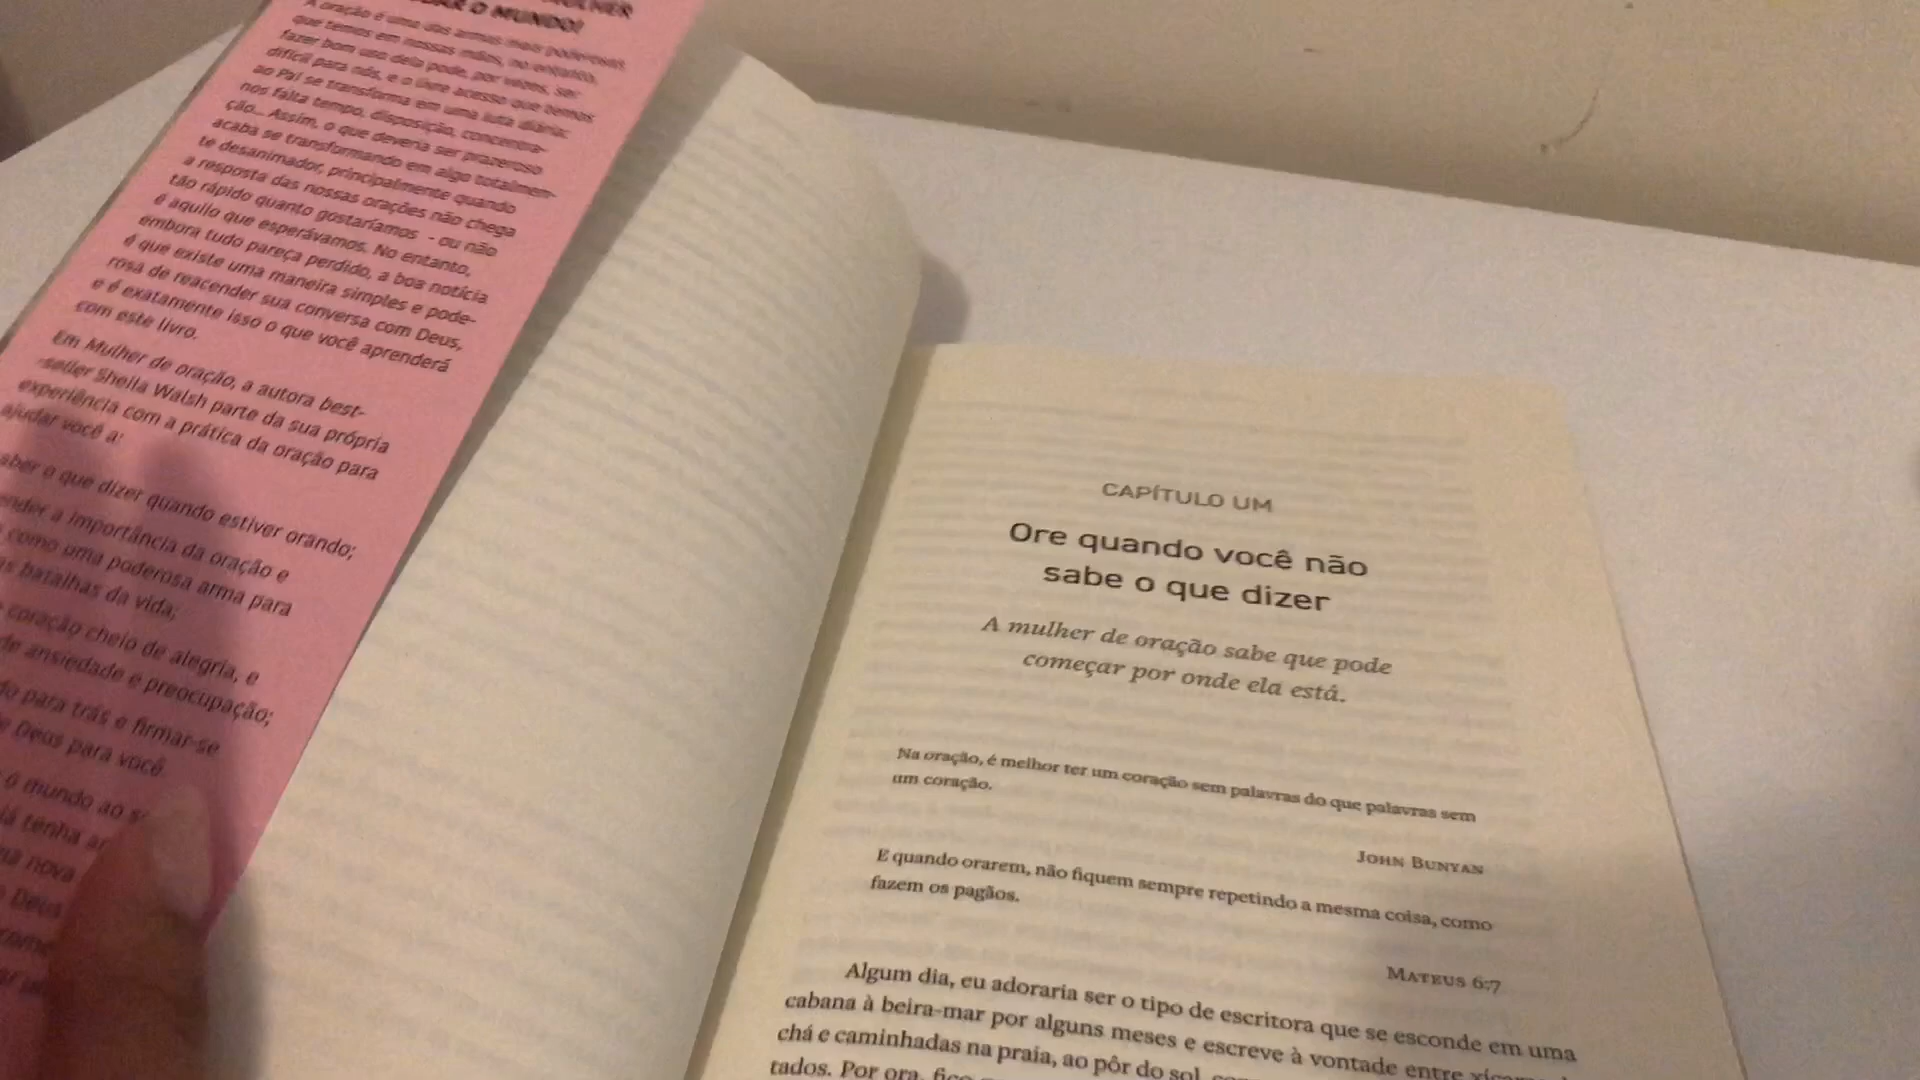 MULHER
O MUNDO!
A oração é uma das armas mais poderosas
que temos em nossas mãos, no entanto,
fazer bom uso dela pode, por vezes, ser
difícil para nós, e o livre acesso que temos
ao Pai se transforma em uma luta diária:
nos falta tempo, disposição, concentra-
ção... Assim, o que deveria ser prazeroso
acaba se transformando em algo totalmen-
te desanimador, principalmente quando
a resposta das nossas orações não chega
tão rápido quanto gostaríamos - ou não
é aquilo que esperávamos. No entanto,
embora tudo pareça perdido, a boa notícia
é que existe uma maneira simples e pode-
rosa de reacender sua conversa com Deus,
e é exatamente isso o que você aprenderá
com este livro.
Em Mulher de oração, a autora best-
-seller Sheila Walsh parte da sua própria
experiência com a prática da oração para
ajudar você a:
o que dizer quando estiver orando;
a importância da oração e
como uma poderosa arma para
batalhas da vida;
coração cheio de alegria, e
de ansiedade e preocupação;
para trás e firmar-se
Deus para você.
o mundo ao
já tenha
nova
Deus
CAPÍTULO UM
Ore quando você não
sabe o que dizer
A mulher de oração sabe que pode
começar por onde ela está.
Na oração, é melhor ter um coração sem palavras do que palavras sem
um coração.
JOHN BUNYAN
E quando orarem, não fiquem sempre repetindo a mesma coisa, como
fazem os pagãos.
MATEUS 6:7
Algum dia, eu adoraria ser o tipo de escritora que se esconde em uma
cabana à beira-mar por alguns meses e escreve à vontade entre
chá e caminhadas na praia, ao pôr do sol,
tados. Por ora, fico